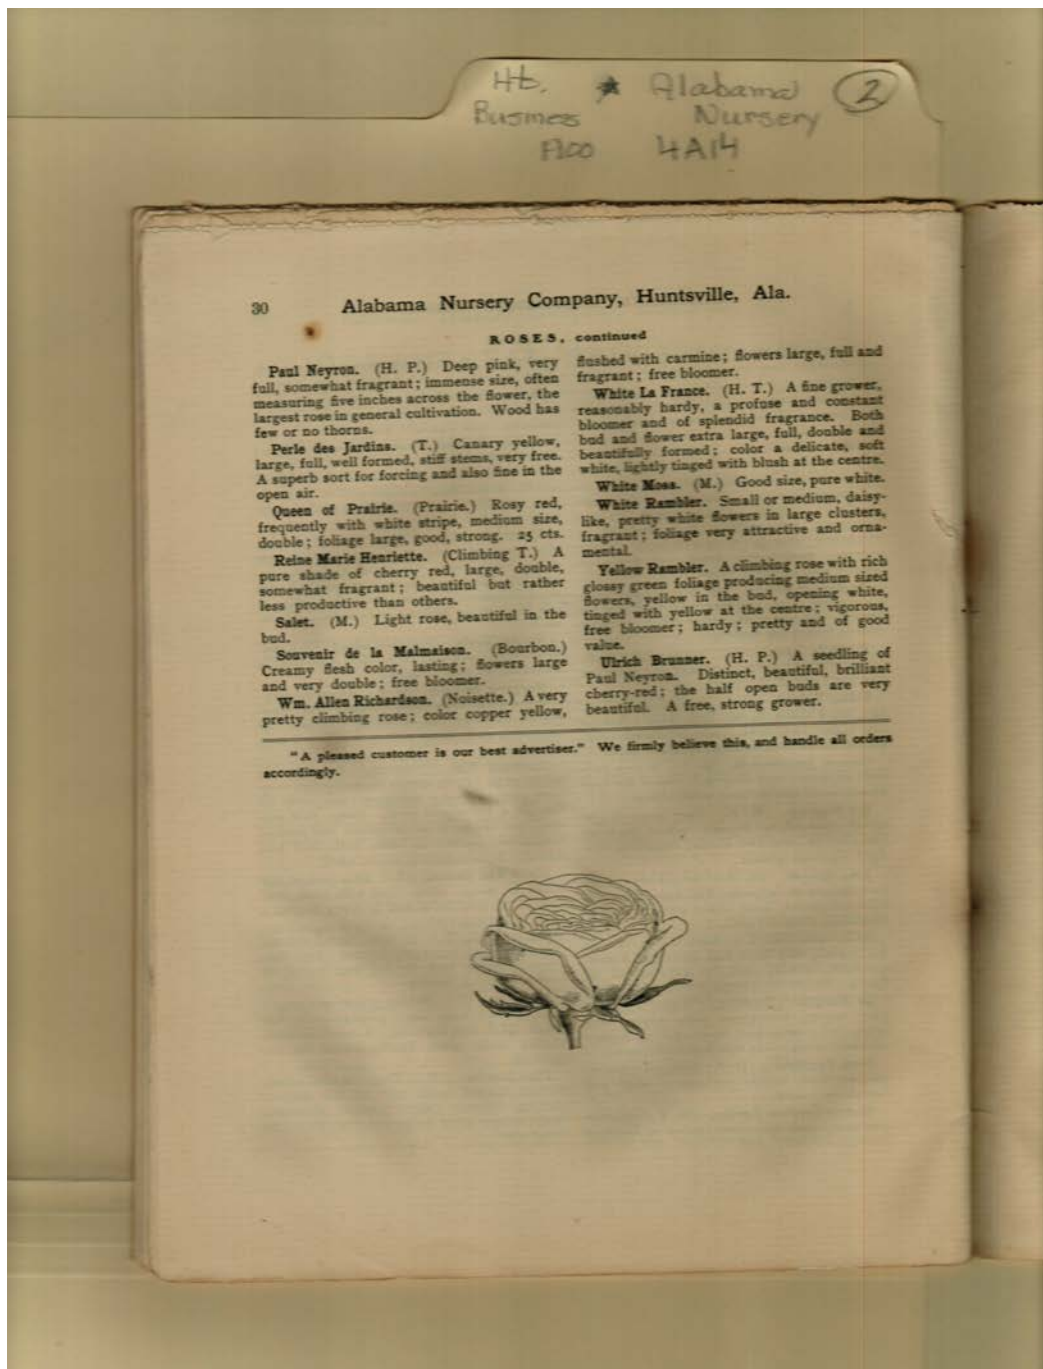 Hb. ★ Alabama 2
Business Nursery
4A14
30 Alabama Nursery Company, Huntsville, Ala.
ROSES, continued
Paul Neyron. (H. P.) Deep pink, very
full, somewhat fragrant; immense size, often
measuring five inches across the flower, the
largest rose in general cultivation. Wood has
few or no thorns.
Perle des Jardins. (T.) Canary yellow,
large, full, well formed, stiff stems, very free.
A superb sort for forcing and also fine in the
open air.
Queen of Prairie. (Prairie.) Rosy red,
frequently with white stripe, medium size,
double; foliage large, good, strong. 25 cts.
Reine Marie Henriette. (Climbing T.) A
pure shade of cherry red, large, double,
somewhat fragrant; beautiful but rather
less productive than others.
Salet. (M.) Light rose, beautiful in the
bud.
Souvenir de la Malmaison. (Bourbon.)
Creamy flesh color, lasting; flowers large
and very double; free bloomer.
Wm. Allen Richardson. (Noisette.) A very
pretty climbing rose; color copper yellow,
flushed with carmine; flowers large, full and
fragrant; free bloomer.
White La France. (H. T.) A fine grower,
reasonably hardy, a profuse and constant
bloomer and of splendid fragrance. Both
bud and flower extra large, full, double and
beautifully formed; color a delicate, soft
white, lightly tinged with blush at the centre.
White Moss. (M.) Good size, pure white.
White Rambler. Small or medium, daisy-
like, pretty white flowers in large clusters,
fragrant; foliage very attractive and orna-
mental.
Yellow Rambler. A climbing rose with rich
glossy green foliage producing medium sized
flowers, yellow in the bud, opening white,
tinged with yellow at the centre; vigorous,
free bloomer; hardy; pretty and of good
value.
Ulrich Brunner. (H. P.) A seedling of
Paul Neyron. Distinct, beautiful, brilliant
cherry-red; the half open buds are very
beautiful. A free, strong grower.
"A pleased customer is our best advertiser." We firmly believe this, and handle all orders
accordingly.